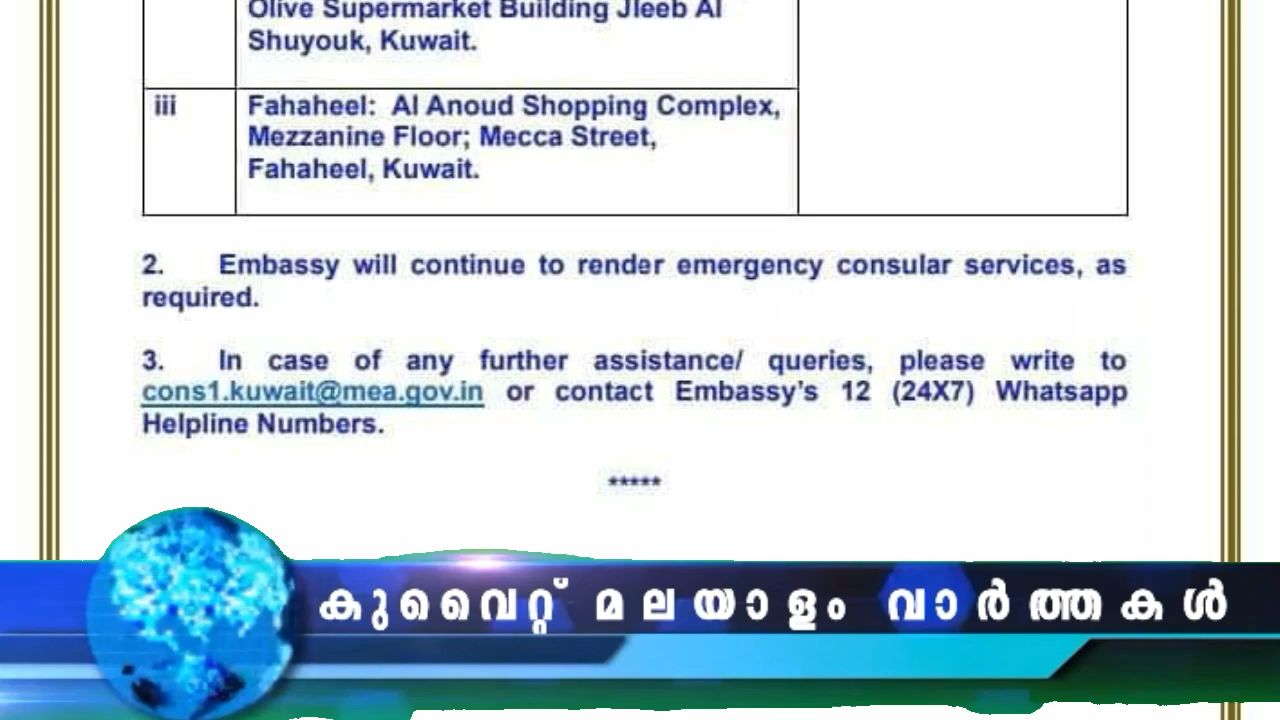 Olive Supermarket Building Jleeb Al
Shuyouk, Kuwait.
iii
Fahaheel: Al Anoud Shopping Complex,
Mezzanine Floor; Mecca Street,
Fahaheel, Kuwait.
2. Embassy will continue to render emergency consular services, as
required.
3. In case of any further assistance/ queries, please write to
cons1.kuwait@mea.gov.in or contact Embassy's 12 (24X7) Whatsapp
Helpline Numbers.
*****
കുവൈറ്റ് മലയാളം വാർത്തകൾ